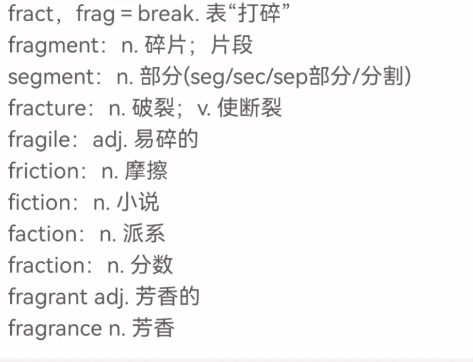 fract，frag = break. 表“打碎”
fragment：n. 碎片；片段
segment：n. 部分(seg/sec/sep部分/分割)
fracture：n. 破裂；v. 使断裂
fragile：adj. 易碎的
friction：n. 摩擦
fiction：n. 小说
faction：n. 派系
fraction：n. 分数
fragrant adj. 芳香的
fragrance n. 芳香